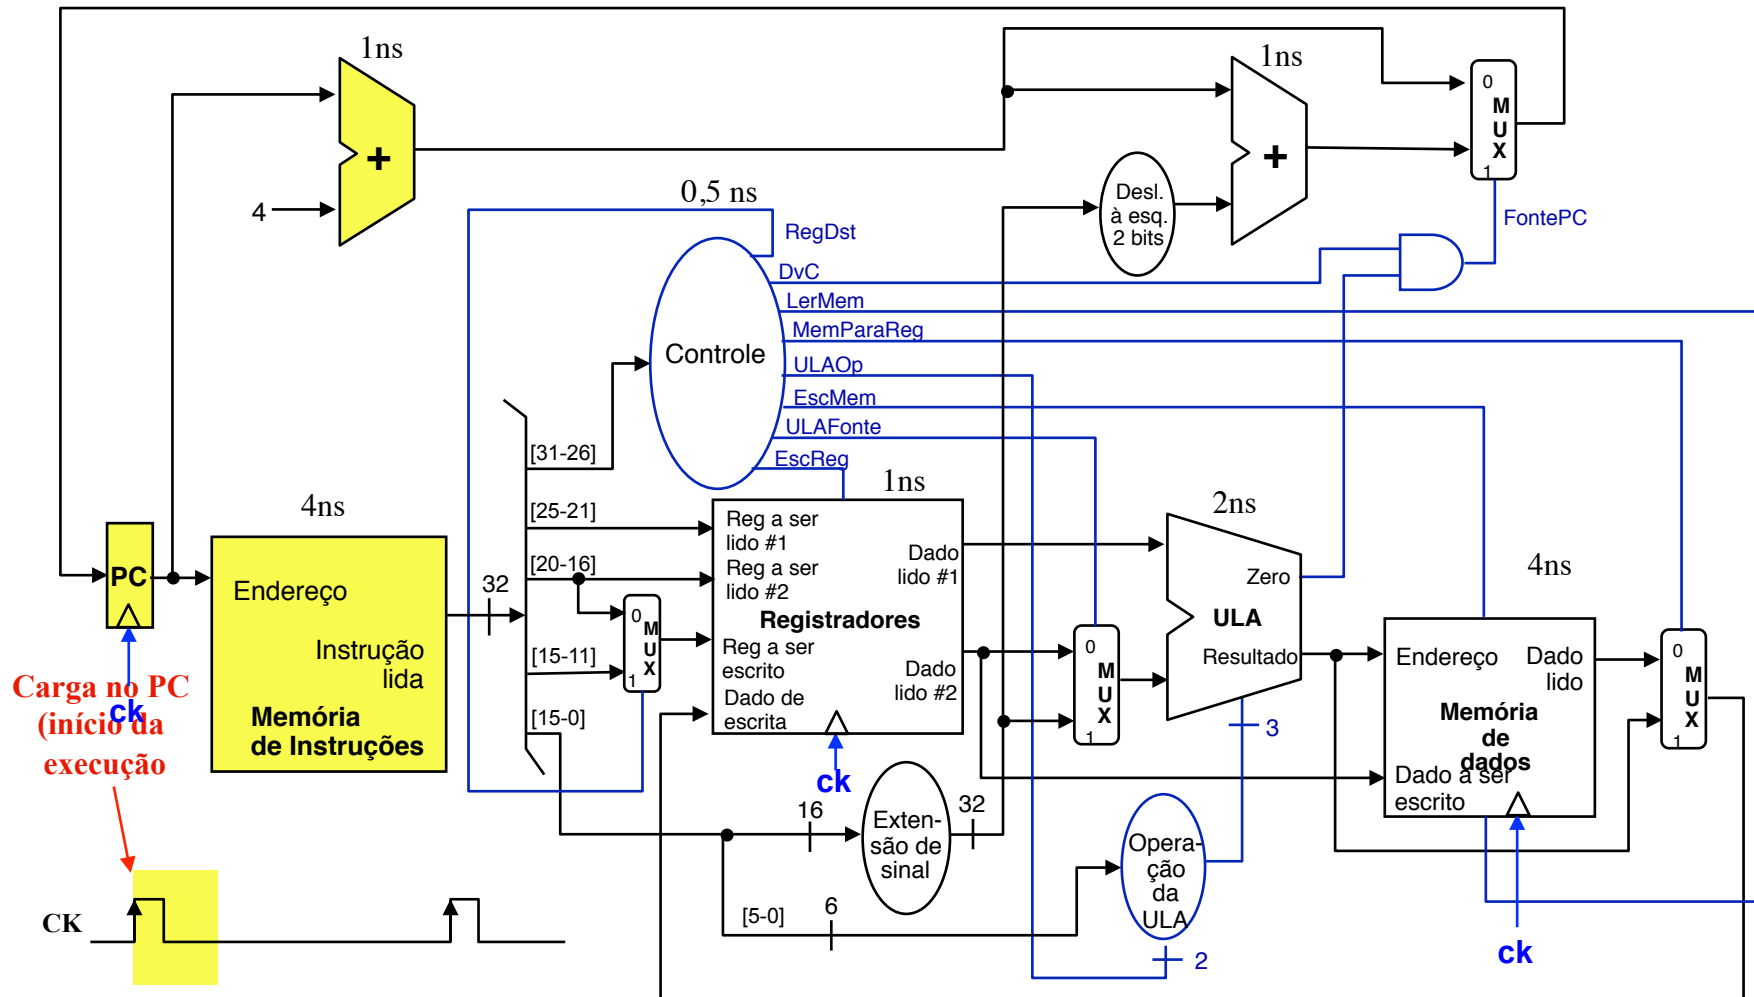 1ns
1ns
0
M
U
X
1
+
+
4
Desl.
à esq.
2 bits
FontePC
0,5 ns
RegDst
DvC
LerMem
MemParaReg
ULAOp
EscMem
ULAFonte
EscReg
Controle
[31-26]
[25-21]
[20-16]
[15-11]
[15-0]
4ns
PC
ck
Endereço
Instrução
lida
Memória
de Instruções
32
0
M
U
X
1
1ns
Reg a ser
lido #1
Reg a ser
lido #2
Registradores
Reg a ser
escrito
Dado de
escrita
Dado
lido #1
Dado
lido #2
ck
0
M
U
X
1
2ns
Zero
ULA
Resultado
3
4ns
Endereço
Dado
lido
Memória
de
dados
Dado a ser
escrito
ck
0
M
U
X
1
16
Exten-
são de
sinal
32
[5-0]
6
Opera-
ção
da
ULA
2
Carga no PC
(início da
execução
CK